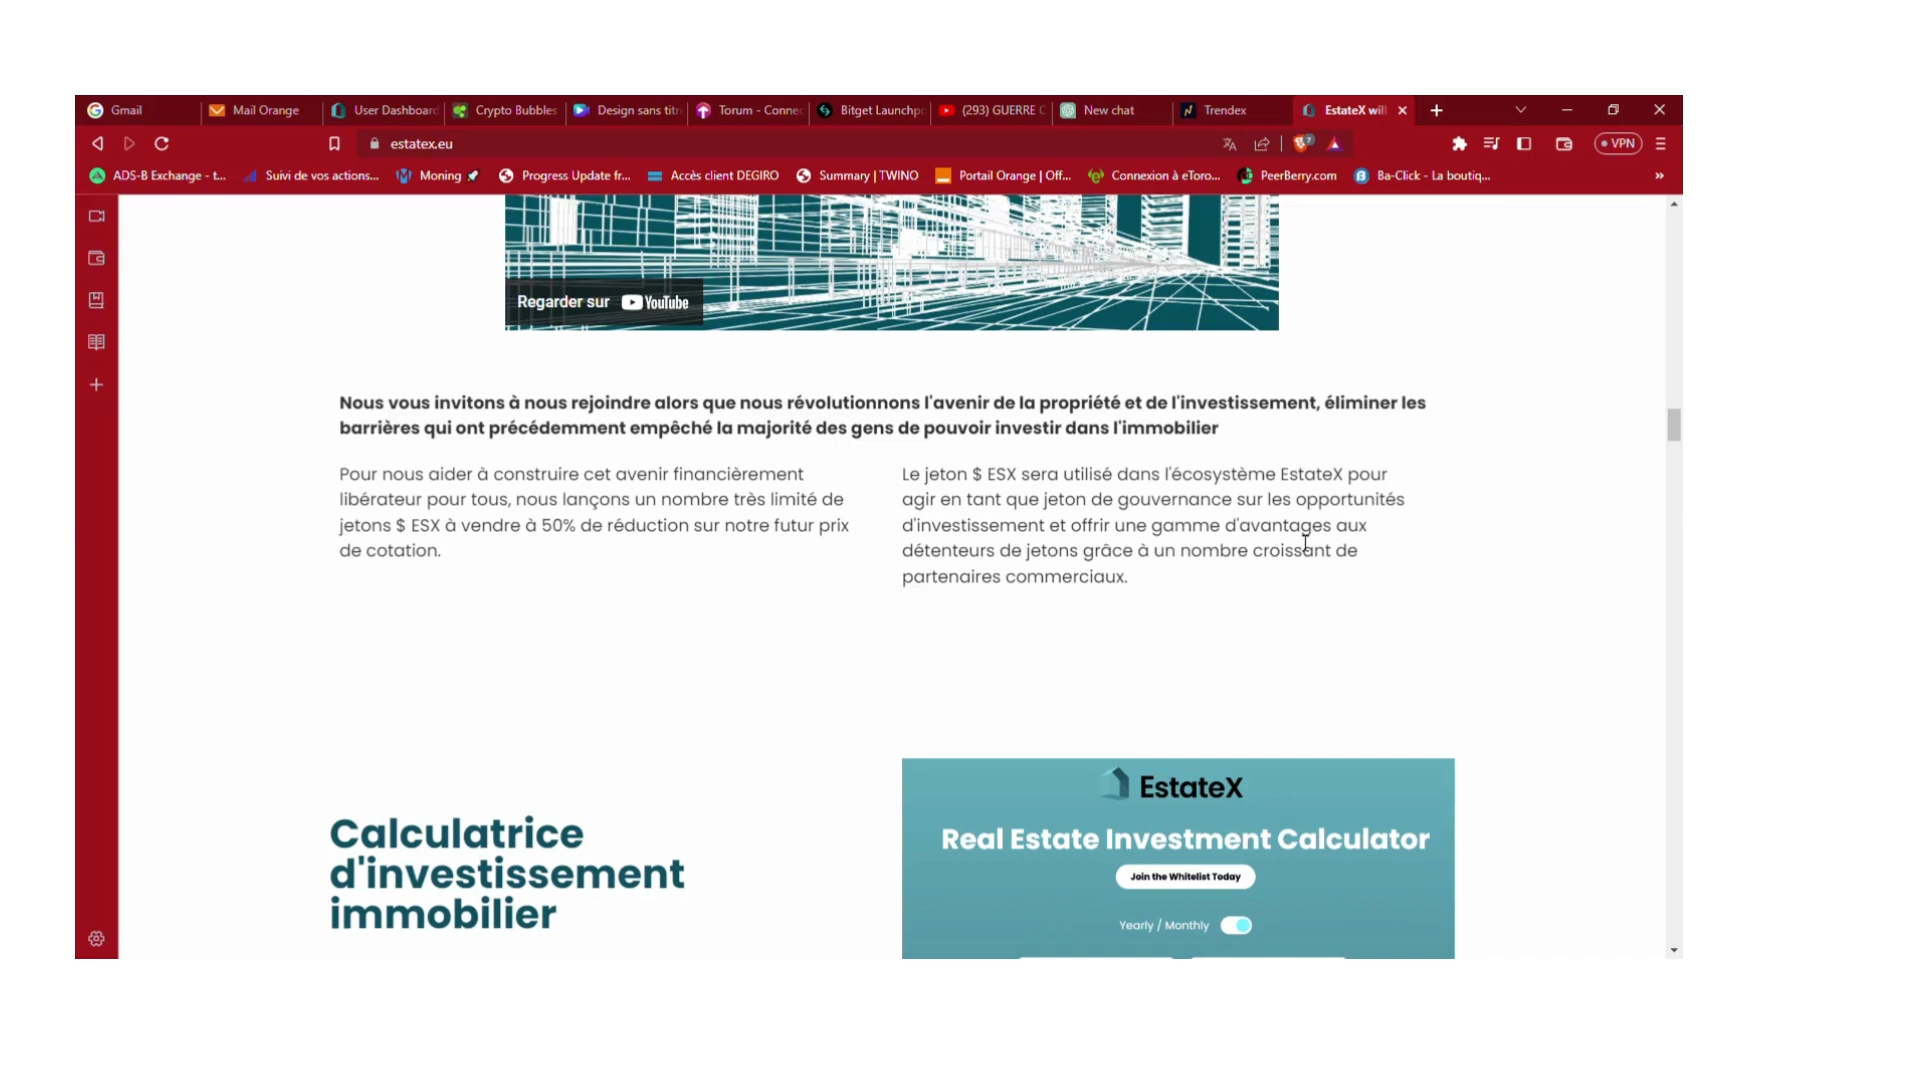 Gmail
Mail Orange
User Dashboard
Crypto Bubbles
Design sans titr
Torum - Connec
Bitget Launchpo
(293) GUERRE C
New chat
Trendex
EstateX will
estatex.eu
VPN
ADS-B Exchange - t...
Suivi de vos actions...
Moning
Progress Update fr...
Accès client DEGIRO
Summary | TWINO
Portail Orange | Off...
Connexion à eToro...
PeerBerry.com
Ba-Click - La boutiq...
Regarder sur YouTube
Nous vous invitons à nous rejoindre alors que nous révolutionnons l'avenir de la propriété et de l'investissement, éliminer les
barrières qui ont précédemment empêché la majorité des gens de pouvoir investir dans l'immobilier
Pour nous aider à construire cet avenir financièrement
libérateur pour tous, nous lançons un nombre très limité de
jetons $ ESX à vendre à 50% de réduction sur notre futur prix
de cotation.
Le jeton $ ESX sera utilisé dans l'écosystème EstateX pour
agir en tant que jeton de gouvernance sur les opportunités
d'investissement et offrir une gamme d'avantages aux
détenteurs de jetons grâce à un nombre croissant de
partenaires commerciaux.
Calculatrice
d'investissement
immobilier
EstateX
Real Estate Investment Calculator
Join the Whitelist Today
Yearly / Monthly